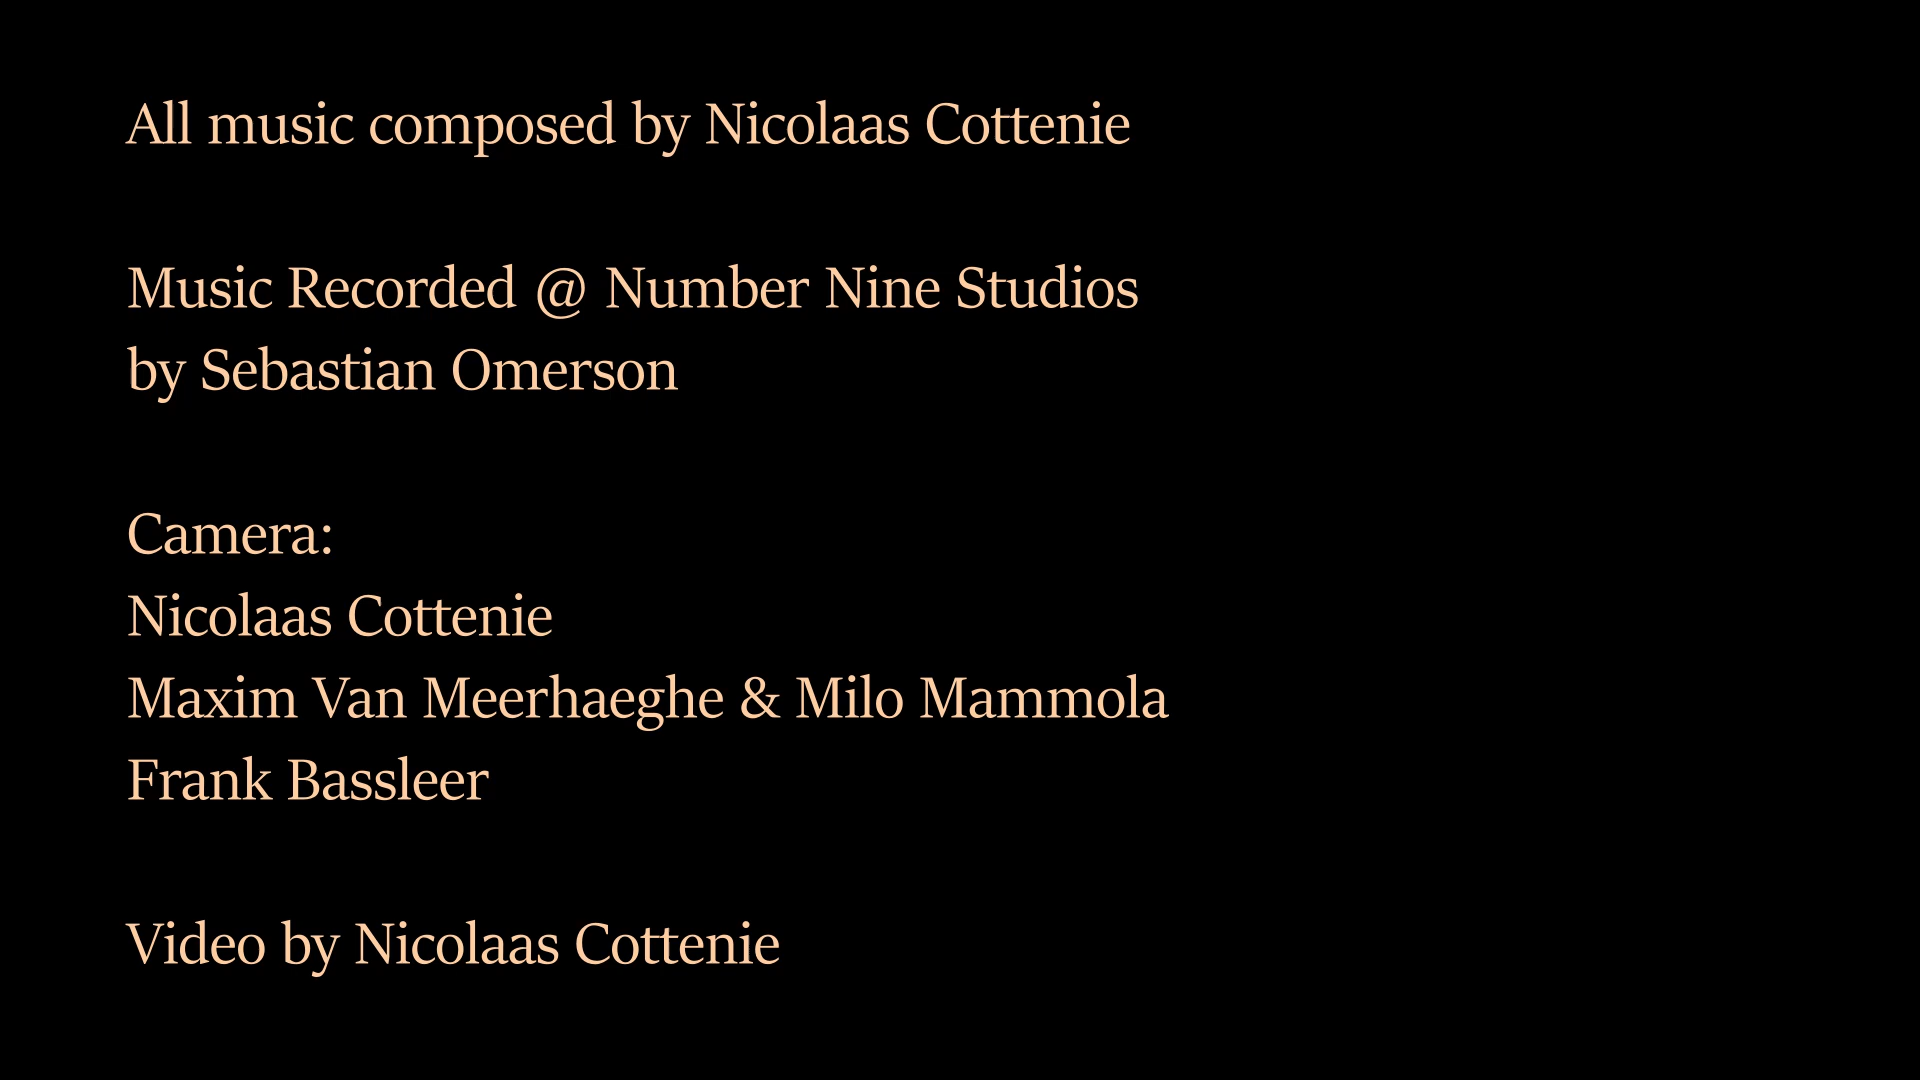 All music composed by Nicolaas Cottenie
Music Recorded @ Number Nine Studios
by Sebastian Omerson
Camera:
Nicolaas Cottenie
Maxim Van Meerhaeghe & Milo Mammola
Frank Bassleer
Video by Nicolaas Cottenie